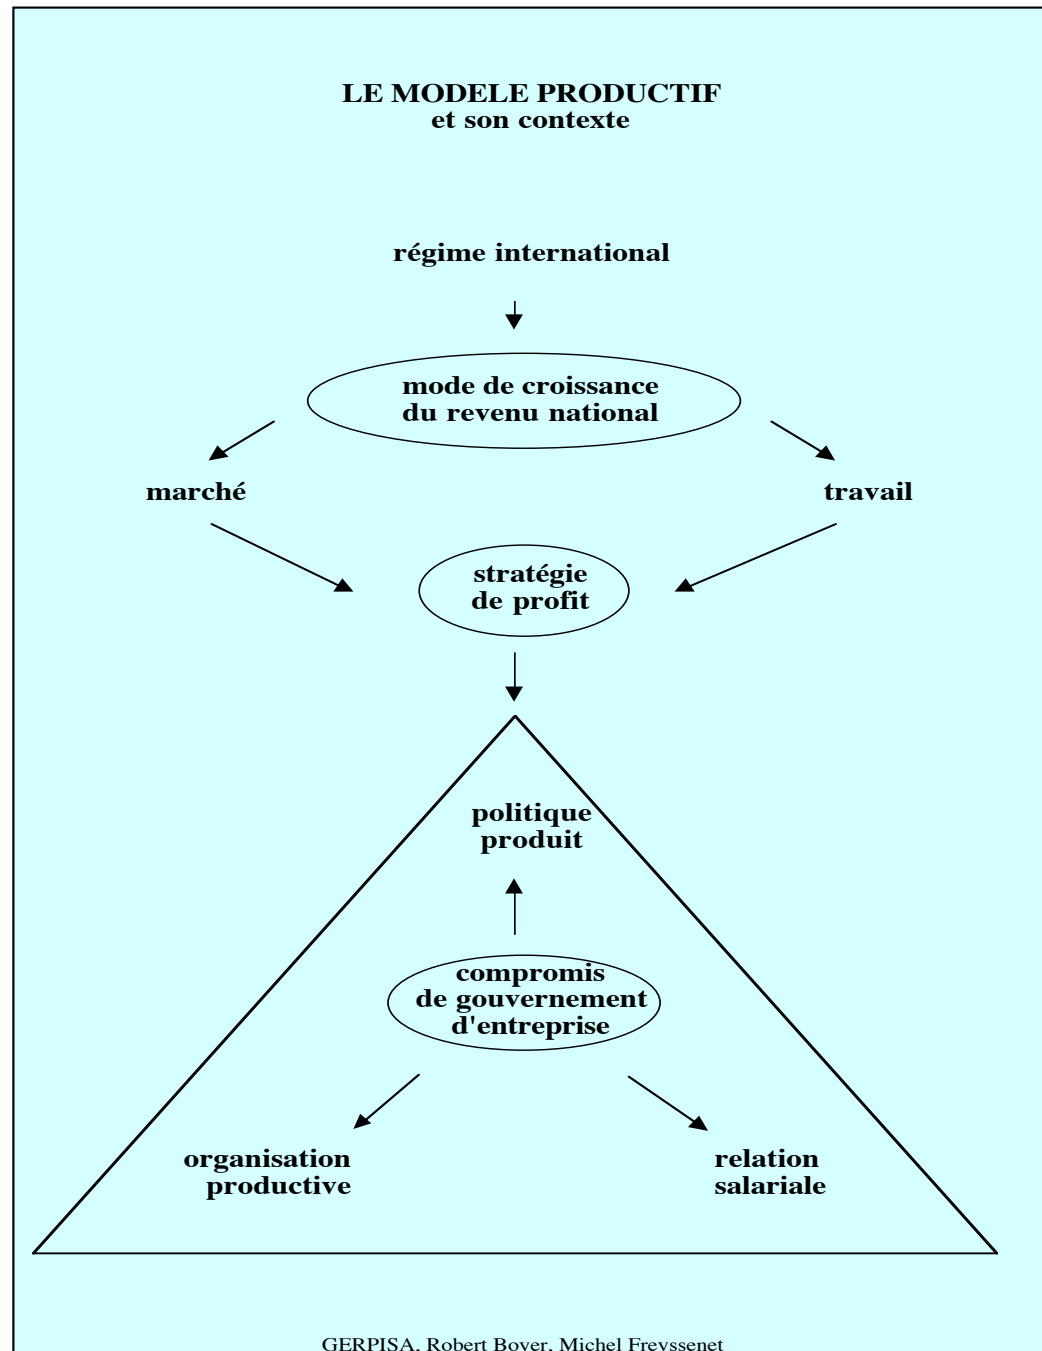 LE MODELE PRODUCTIF
et son contexte
régime international
mode de croissance
du revenu national
marché
travail
stratégie
de profit
politique
produit
compromis
de gouvernement
d'entreprise
organisation
productive
relation
salariale
GERPISA, Robert Boyer, Michel Freyssenet